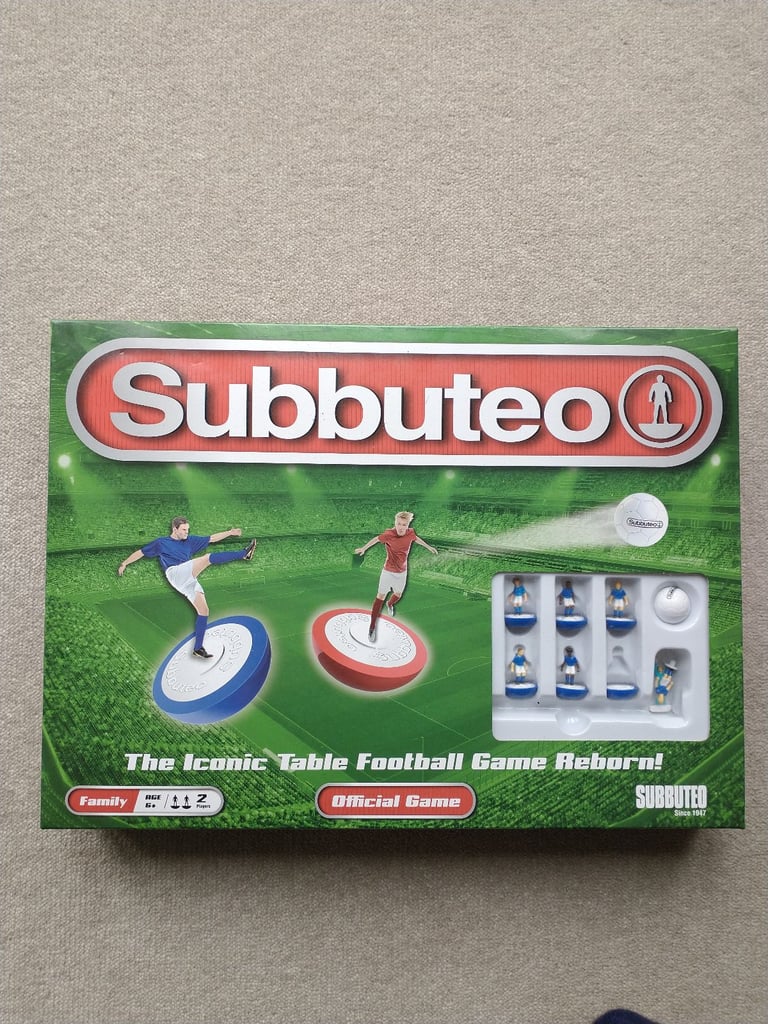 Subbuteo
Subbuteo
The Iconic Table Football Game Reborn!
Family
AGE
6+
2
Players
Official Game
SUBBUTEO
Since 1947